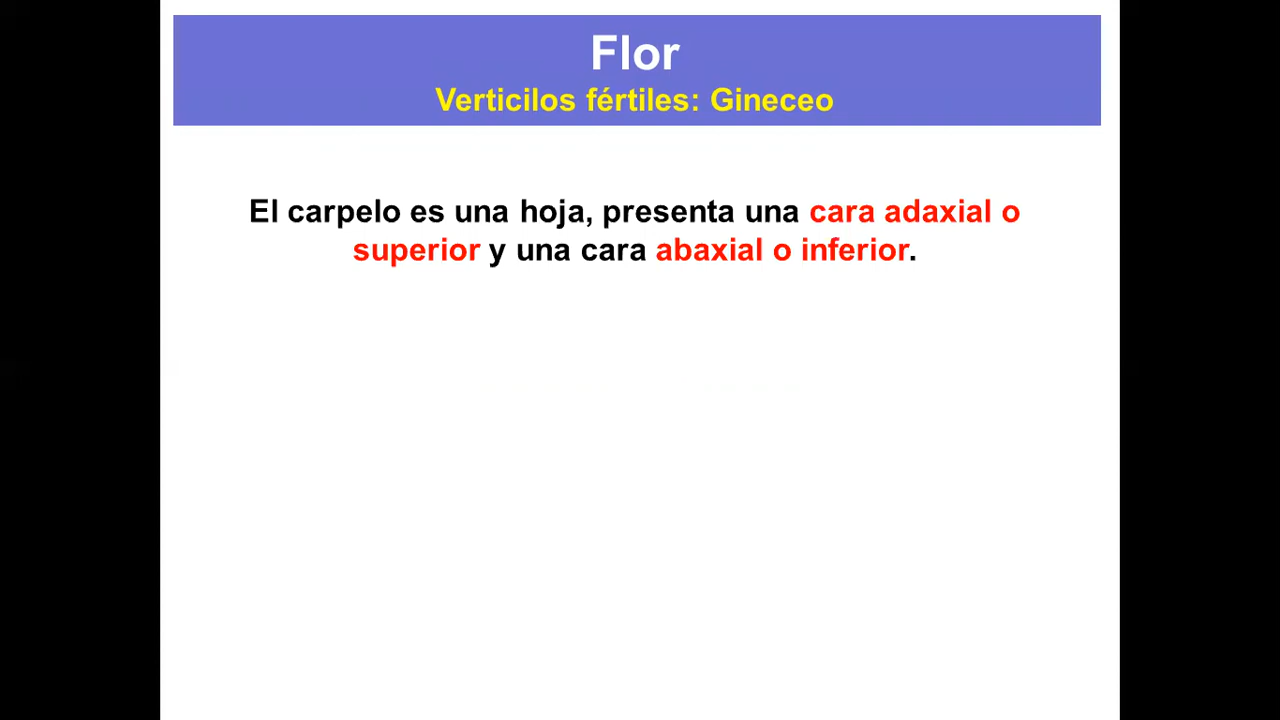 Flor
Verticilos fértiles: Gineceo
El carpelo es una hoja, presenta una cara adaxial o
superior y una cara abaxial o inferior.